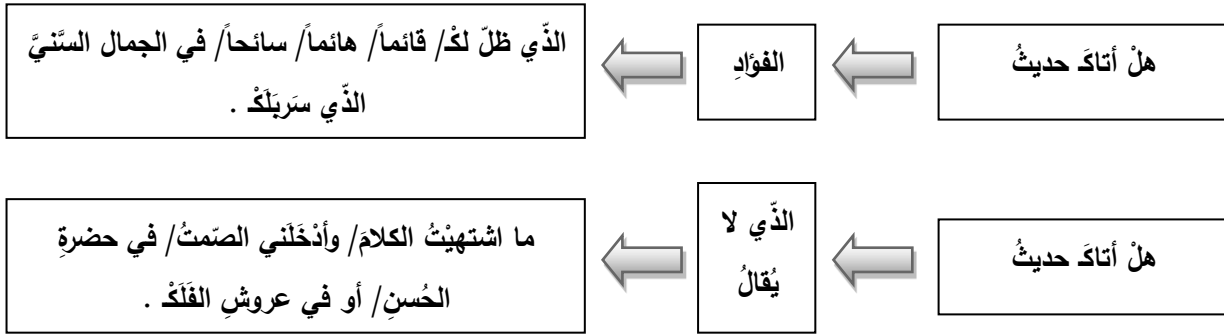 هلْ أتاكَ حديثُ
الفؤادِ
الذّي ظلّ لكْ/ قائماً/ هائماً/ سائحاً/ في الجمال السَّنيَّ
الذّي سَربَلَكْ .
هلْ أتاكَ حديثُ
الذّي لا
يُقالُ
ما اشتهيْتُ الكلامَ/ وأدْخَلَني الصّمتُ/ في حضرةِ
الحُسنِ/ أو في عروشِ الفَلَكْ .